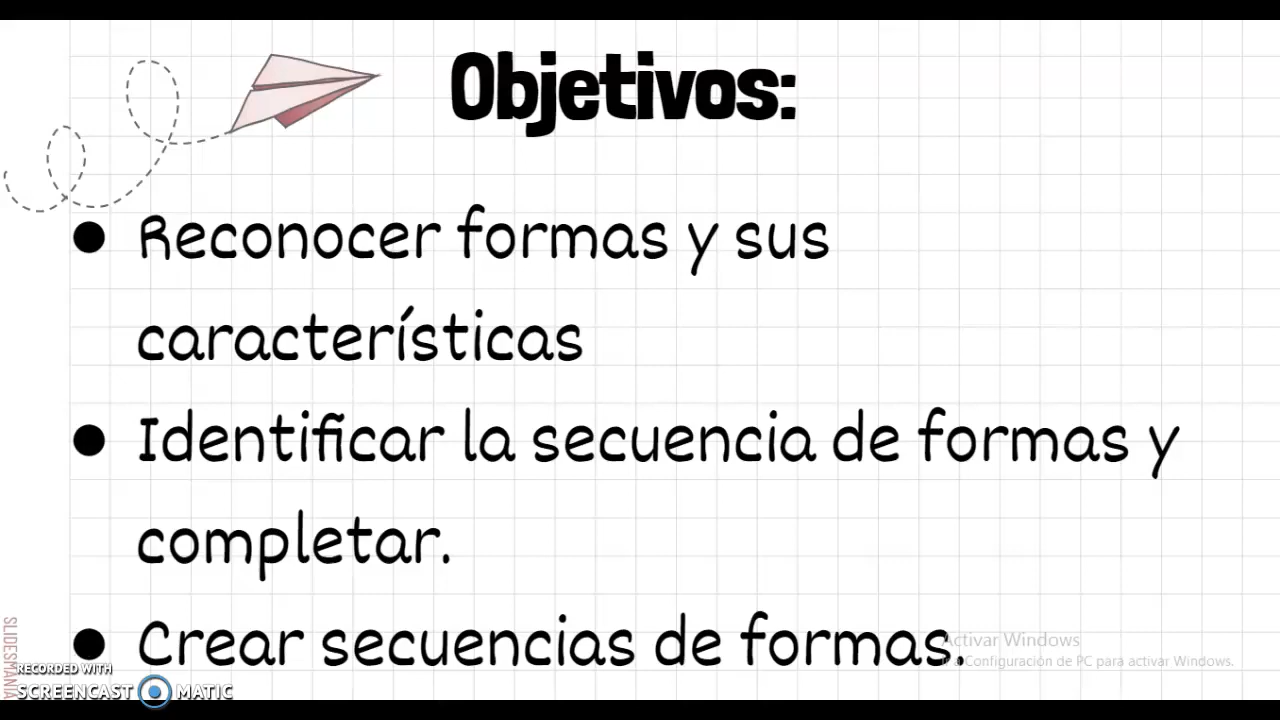 Objetivos:
● Reconocer formas y sus
características
● Identificar la secuencia de formas y
completar.
● Crear secuencias de formas.
Activar Windows
Configuración de PC para activar Windows.
SLIDESMANIA
RECORDED WITH
SCREENCAST MATIC